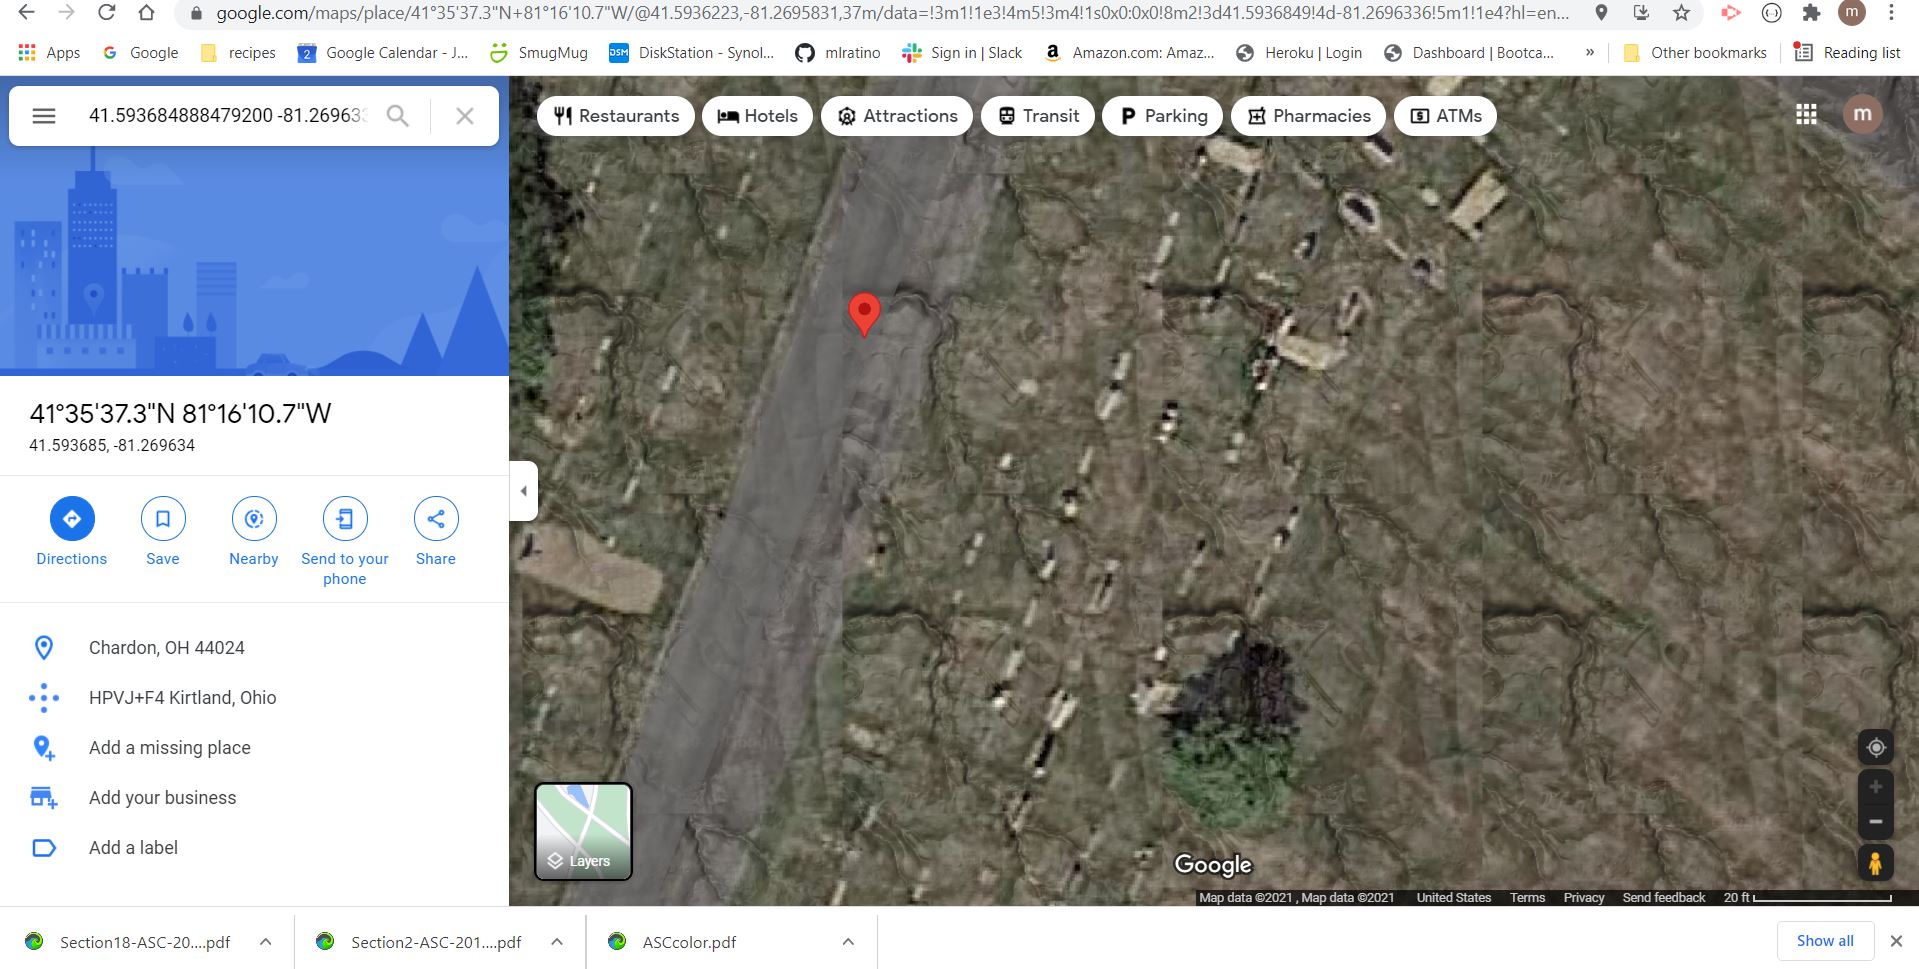 google.com/maps/place/41°35'37.3"N+81°16'10.7"W/@41.5936223,-81.2695831,37m/data=!3m1!1e3!4m5!3m4!1s0x0:0x0!8m2!3d41.5936849!4d-81.2696336!5m1!1e4?hl=en...
m
Apps Google recipes 2 Google Calendar - J... SmugMug DSM DiskStation - Synol... mlratino Sign in | Slack a Amazon.com: Amaz... Heroku | Login Dashboard | Bootca... » Other bookmarks Reading list
41.593684888479200 -81.269633
Restaurants Hotels Attractions Transit P Parking Pharmacies ATMs
m
41°35'37.3"N 81°16'10.7"W
41.593685, -81.269634
Directions Save Nearby Send to your phone Share
Chardon, OH 44024
HPVJ+F4 Kirtland, Ohio
Add a missing place
Add your business
Add a label
Layers
Google
Map data ©2021 , Map data ©2021 United States Terms Privacy Send feedback 20 ft
Section18-ASC-20....pdf Section2-ASC-201....pdf ASCcolor.pdf Show all